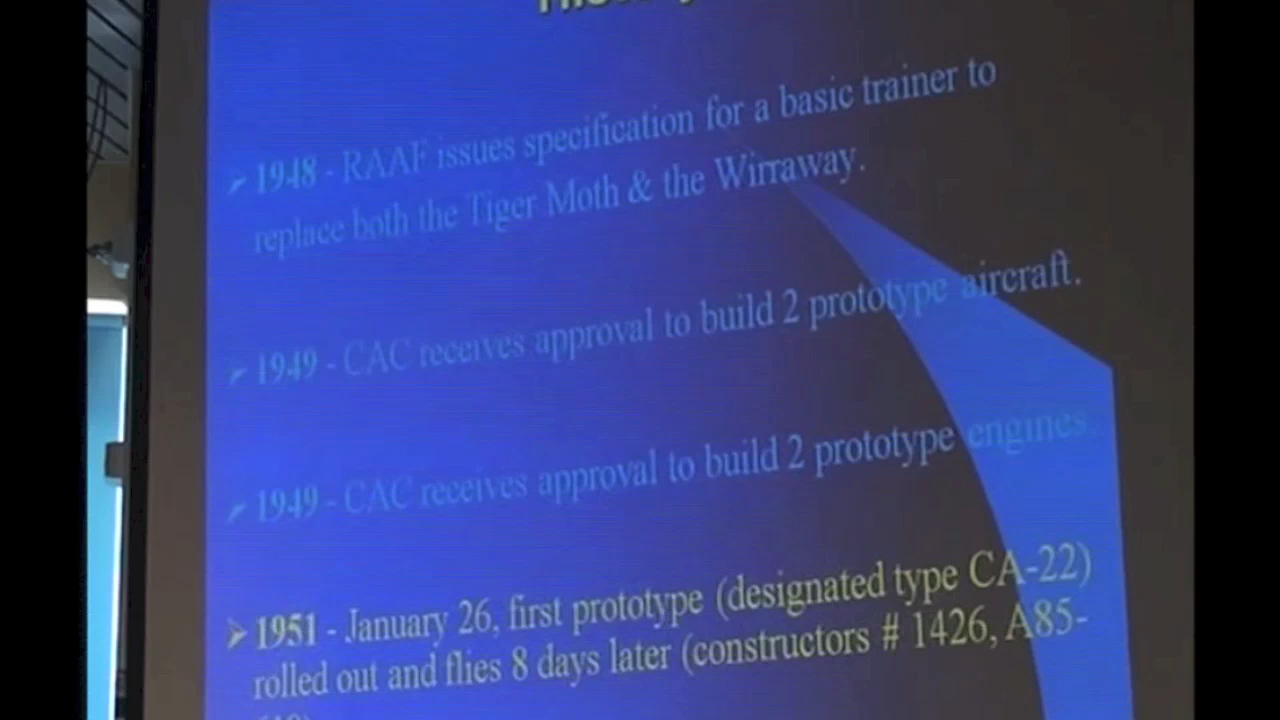 ➢ 1948 - RAAF issues specification for a basic trainer to
replace both the Tiger Moth & the Wirraway.
➢ 1949 - CAC receives approval to build 2 prototype aircraft.
➢ 1949 - CAC receives approval to build 2 prototype engines.
➢ 1951 - January 26, first prototype (designated type CA-22)
rolled out and flies 8 days later (constructors # 1426, A85-